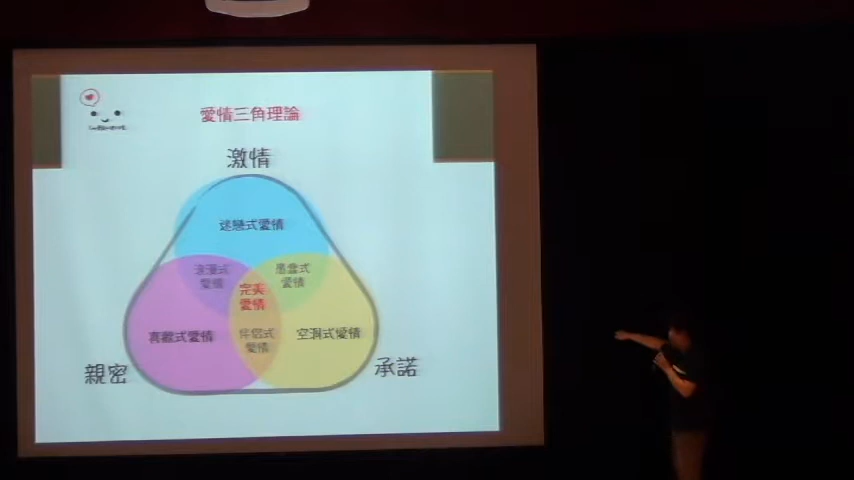 愛情三角理論
激情
迷戀式愛情
浪漫式
愛情
愚蠢式
愛情
完美
愛情
喜歡式愛情
伴侶式
愛情
空洞式愛情
親密
承諾